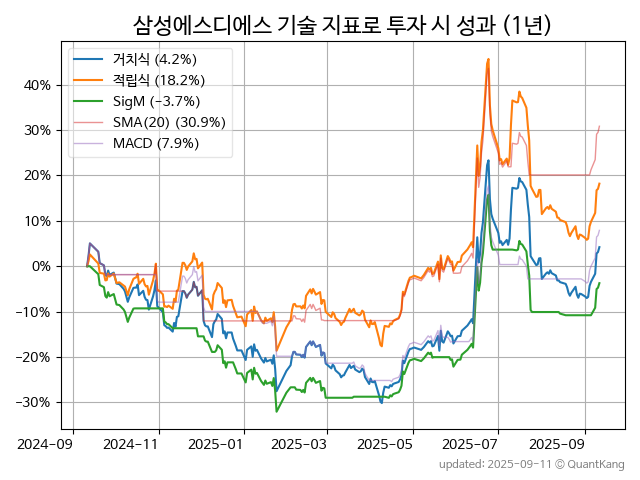 삼성에스디에스 기술 지표로 투자 시 성과 (1년)
거치식 (4.2%)
적립식 (18.2%)
SigM (−3.7%)
SMA(20) (30.9%)
MACD (7.9%)
40%
30%
20%
10%
0%
−10%
−20%
−30%
2024-09 2024-11 2025-01 2025-03 2025-05 2025-07 2025-09
updated: 2025-09-11 ⓒ QuantKang